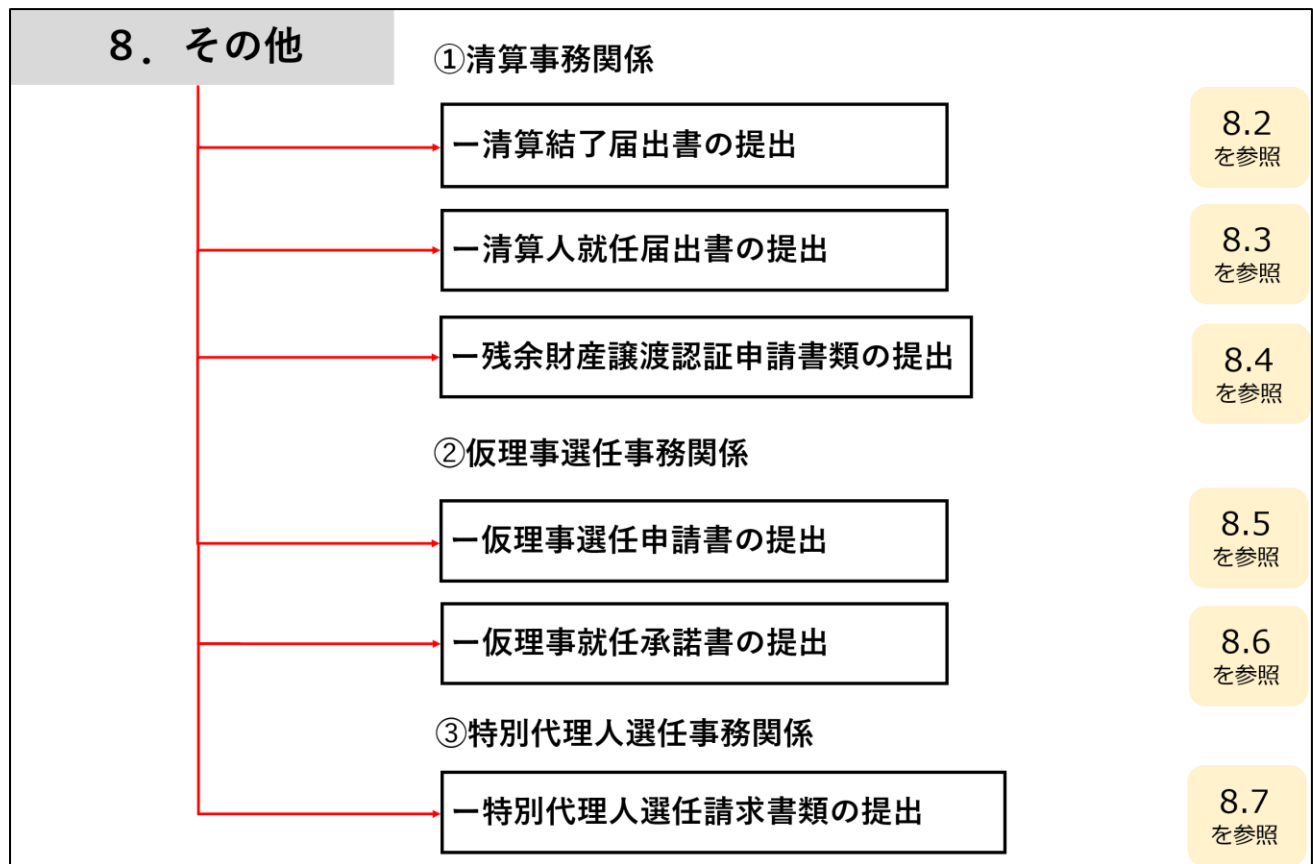 8．その他
①清算事務関係
ー清算結了届出書の提出
8.2
を参照
ー清算人就任届出書の提出
8.3
を参照
ー残余財産譲渡認証申請書類の提出
8.4
を参照
②仮理事選任事務関係
ー仮理事選任申請書の提出
8.5
を参照
ー仮理事就任承諾書の提出
8.6
を参照
③特別代理人選任事務関係
ー特別代理人選任請求書類の提出
8.7
を参照